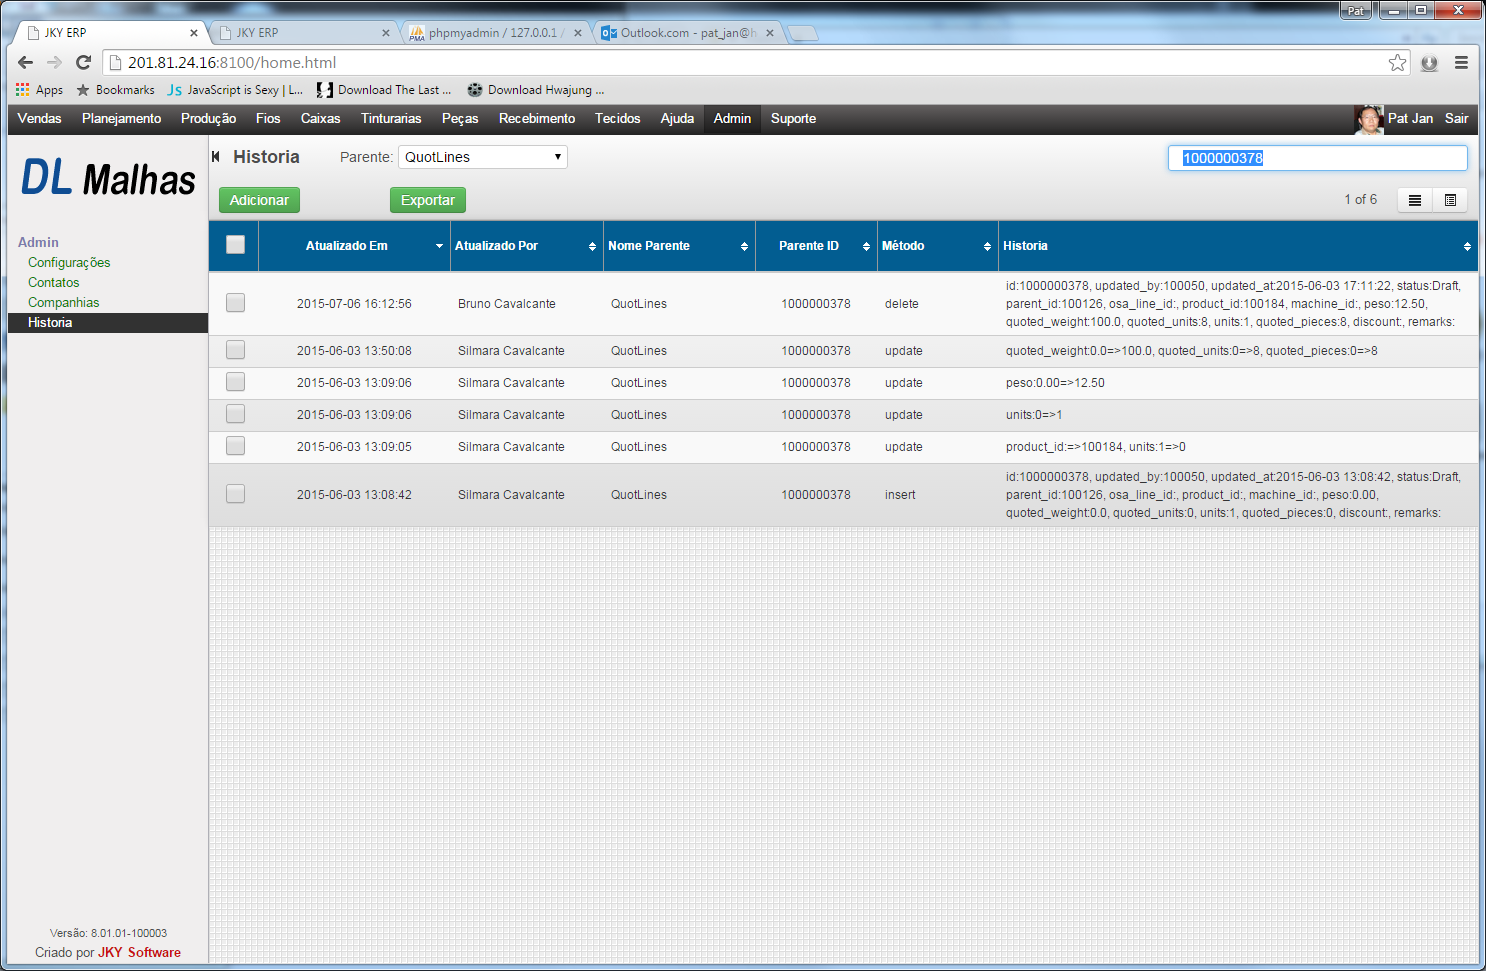 Pat
JKY ERP
JKY ERP
phpmyadmin / 127.0.0.1 /
Outlook.com - pat_jan@h
201.81.24.16:8100/home.html
Apps
Bookmarks
JavaScript is Sexy | L...
Download The Last ...
Download Hwajung ...
Vendas Planejamento Produção Fios Caixas Tinturarias Peças Recebimento Tecidos Ajuda Admin Suporte Pat Jan Sair
DL Malhas
Admin
Configurações
Contatos
Companhias
Historia
Historia
Parente: QuotLines
1000000378
Adicionar
Exportar
1 of 6
Atualizado Em Atualizado Por Nome Parente Parente ID Método Historia
2015-07-06 16:12:56 Bruno Cavalcante QuotLines 1000000378 delete
id:1000000378, updated_by:100050, updated_at:2015-06-03 17:11:22, status:Draft,
parent_id:100126, osa_line_id:, product_id:100184, machine_id:, peso:12.50,
quoted_weight:100.0, quoted_units:8, units:1, quoted_pieces:8, discount:, remarks:
2015-06-03 13:50:08 Silmara Cavalcante QuotLines 1000000378 update quoted_weight:0.0=>100.0, quoted_units:0=>8, quoted_pieces:0=>8
2015-06-03 13:09:06 Silmara Cavalcante QuotLines 1000000378 update peso:0.00=>12.50
2015-06-03 13:09:06 Silmara Cavalcante QuotLines 1000000378 update units:0=>1
2015-06-03 13:09:05 Silmara Cavalcante QuotLines 1000000378 update product_id:=>100184, units:1=>0
2015-06-03 13:08:42 Silmara Cavalcante QuotLines 1000000378 insert
id:1000000378, updated_by:100050, updated_at:2015-06-03 13:08:42, status:Draft,
parent_id:100126, osa_line_id:, product_id:, machine_id:, peso:0.00,
quoted_weight:0.0, quoted_units:0, units:1, quoted_pieces:0, discount:, remarks:
Versão: 8.01.01-100003
Criado por JKY Software